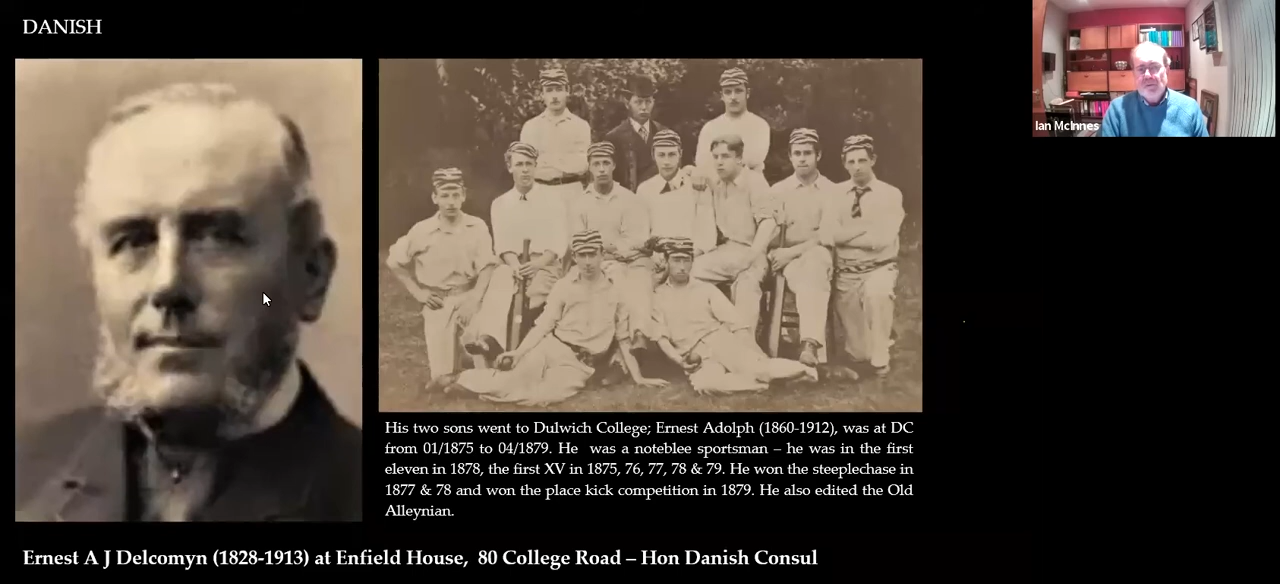 DANISH
Ian McInnes
His two sons went to Dulwich College; Ernest Adolph (1860-1912), was at DC
from 01/1875 to 04/1879. He was a noteblee sportsman – he was in the first
eleven in 1878, the first XV in 1875, 76, 77, 78 & 79. He won the steeplechase in
1877 & 78 and won the place kick competition in 1879. He also edited the Old
Alleynian.
Ernest A J Delcomyn (1828-1913) at Enfield House, 80 College Road – Hon Danish Consul